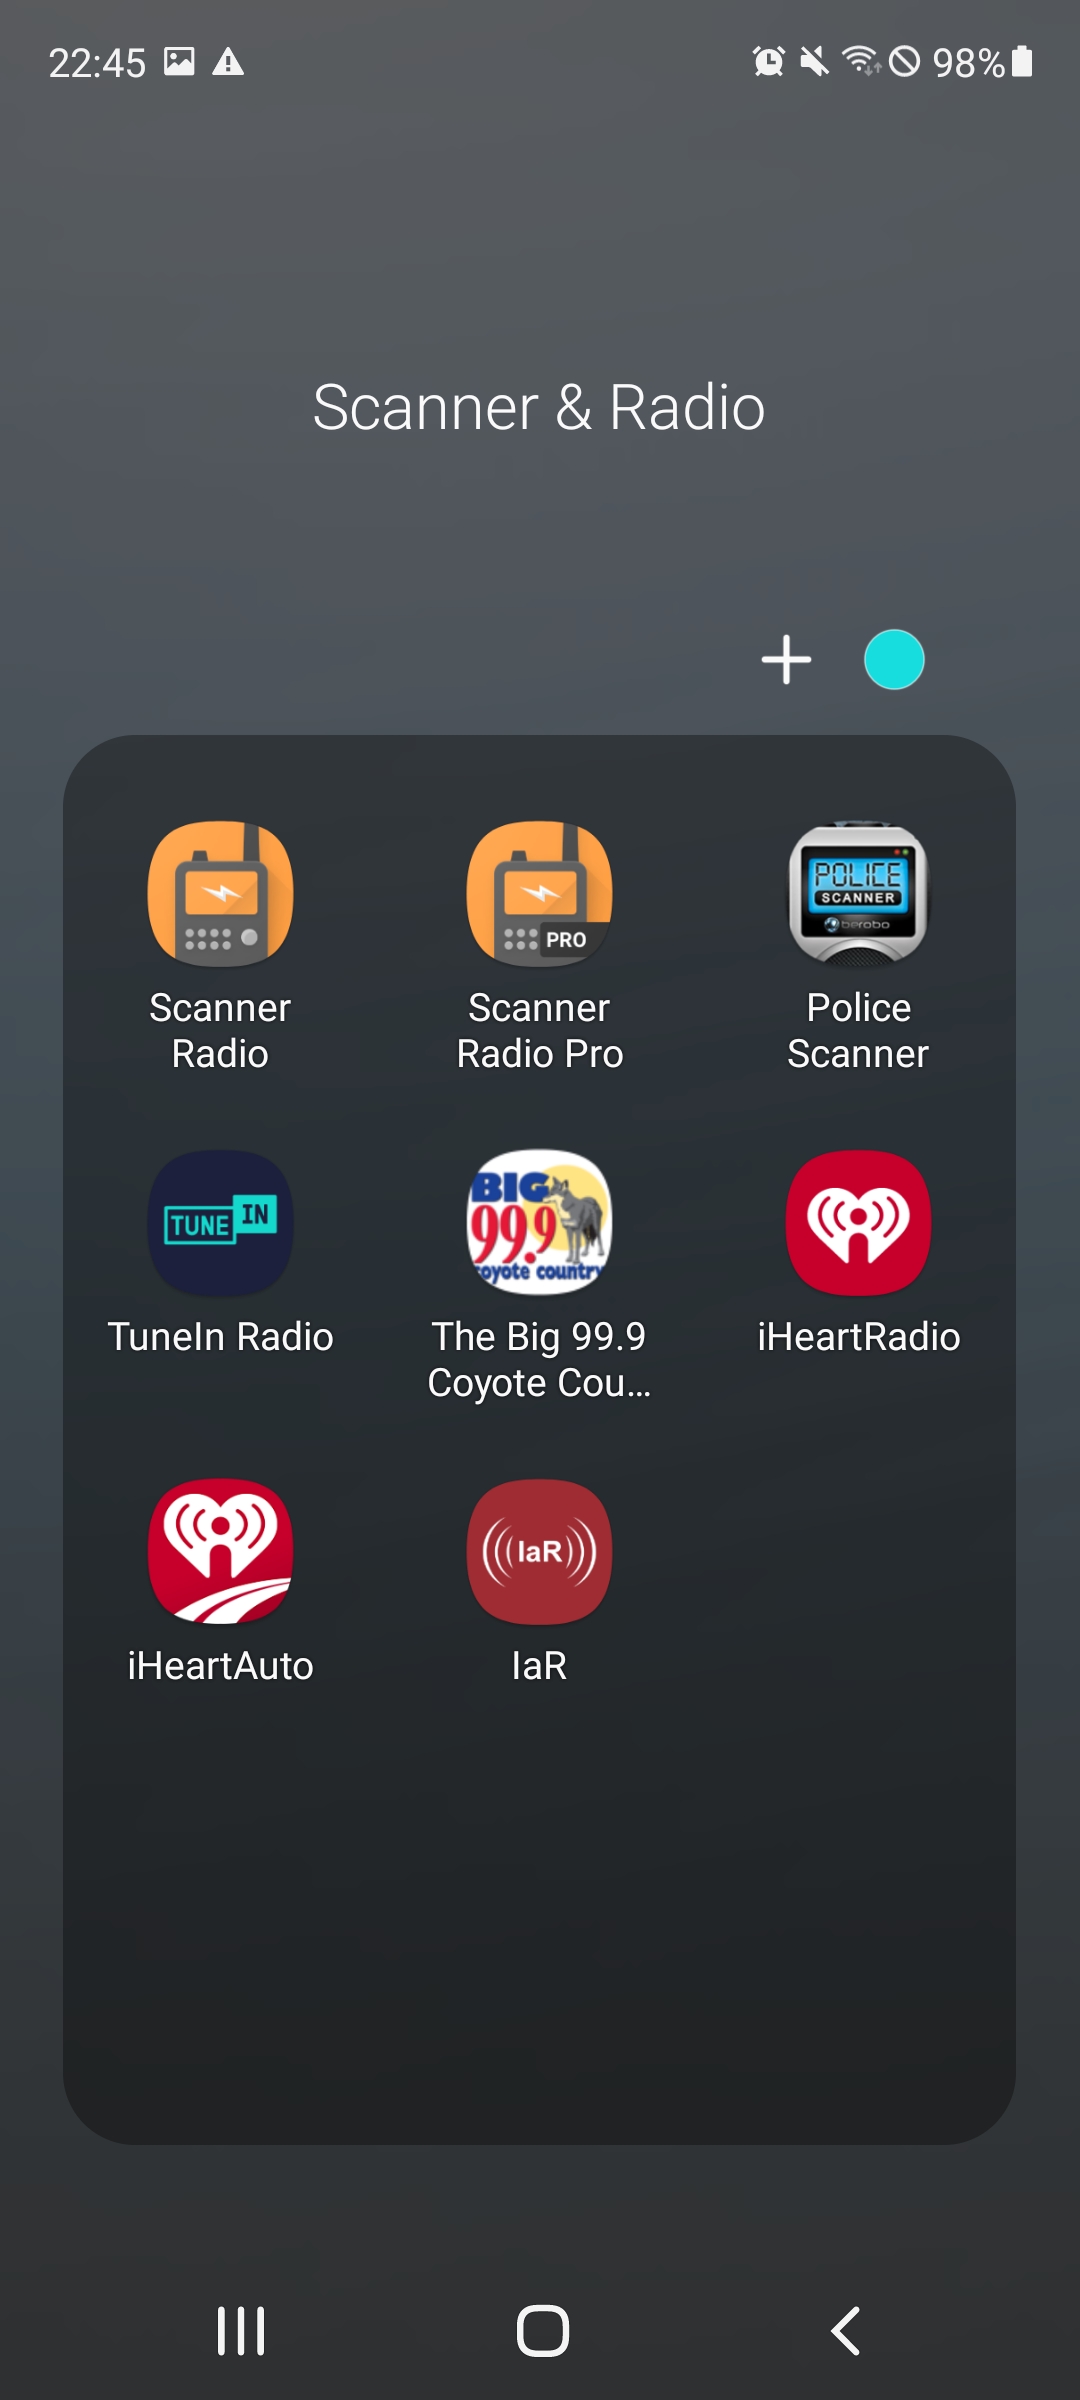 22:45 98%
Scanner & Radio
PRO
POLICE
SCANNER
berobo
Scanner
Radio
Scanner
Radio Pro
Police
Scanner
TUNE IN
BIG
99.9
coyote country
TuneIn Radio
The Big 99.9
Coyote Cou...
iHeartRadio
IaR
iHeartAuto
IaR